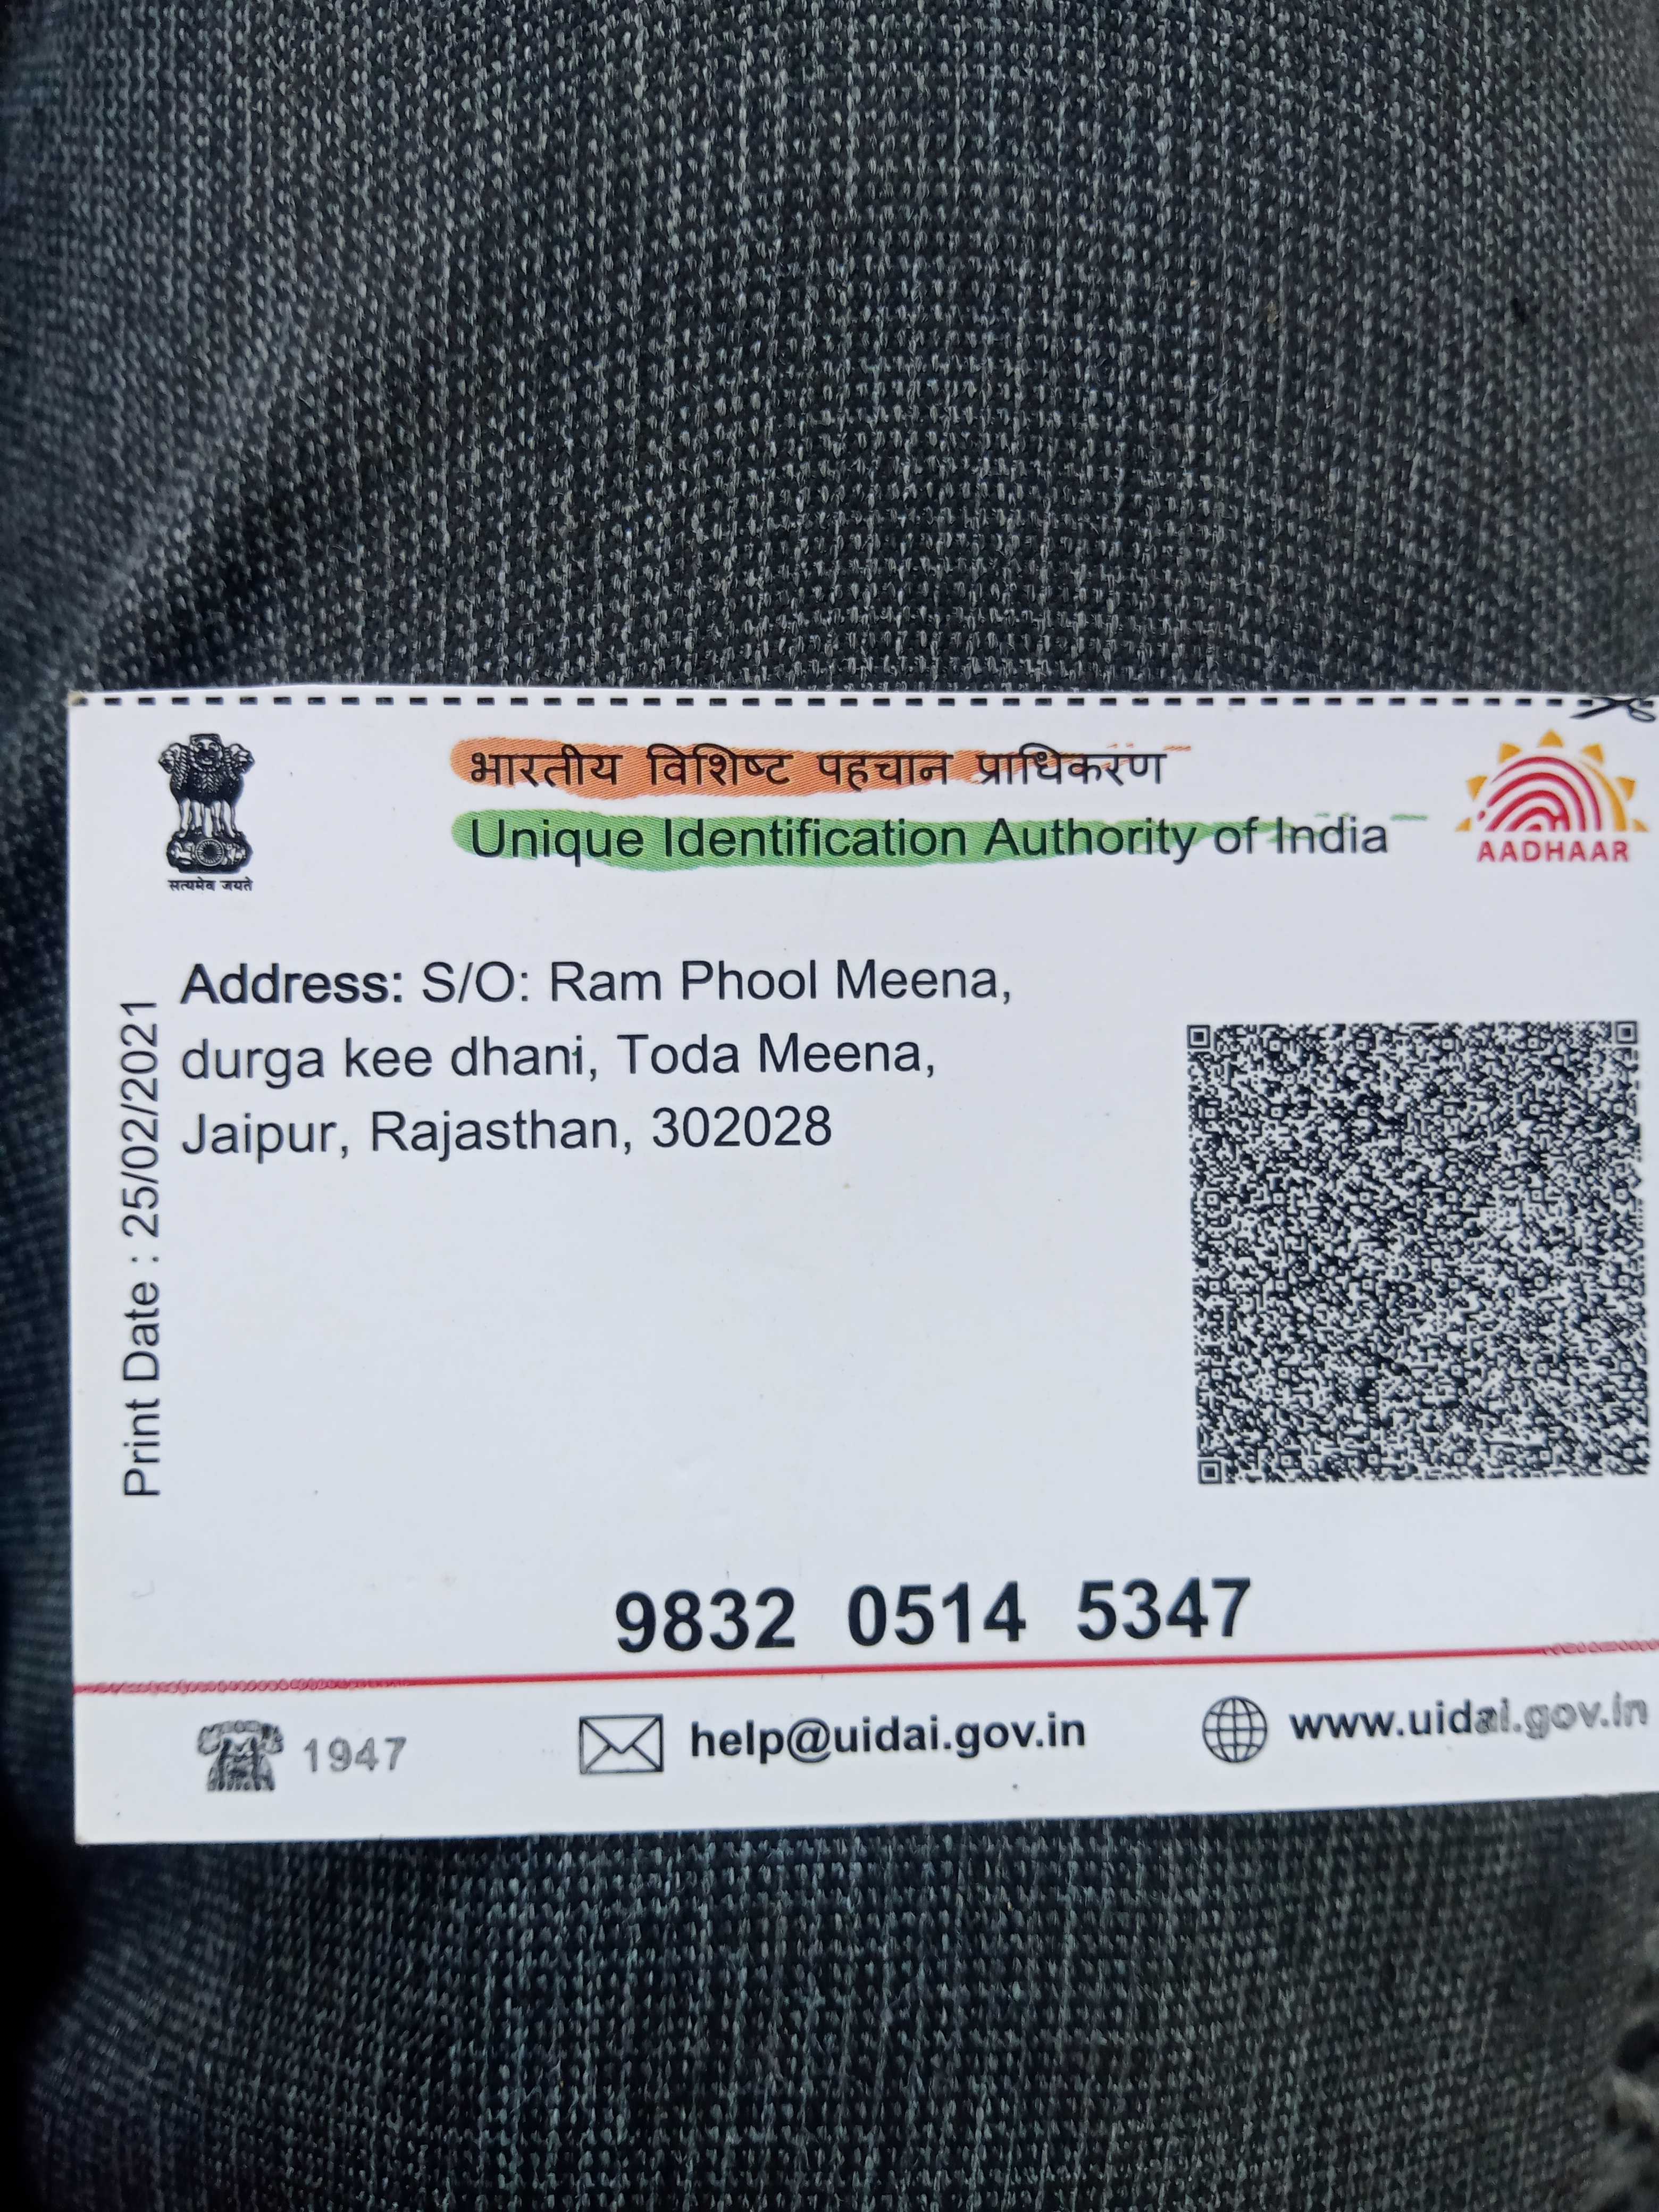 भारतीय विशिष्ट पहचान प्राधिकरण
Unique Identification Authority of India
AADHAAR
सत्यमेव जयते
Address: S/O: Ram Phool Meena,
durga kee dhani, Toda Meena,
Jaipur, Rajasthan, 302028
Print Date : 25/02/2021
9832 0514 5347
1947
help@uidai.gov.in
www.uidai.gov.in